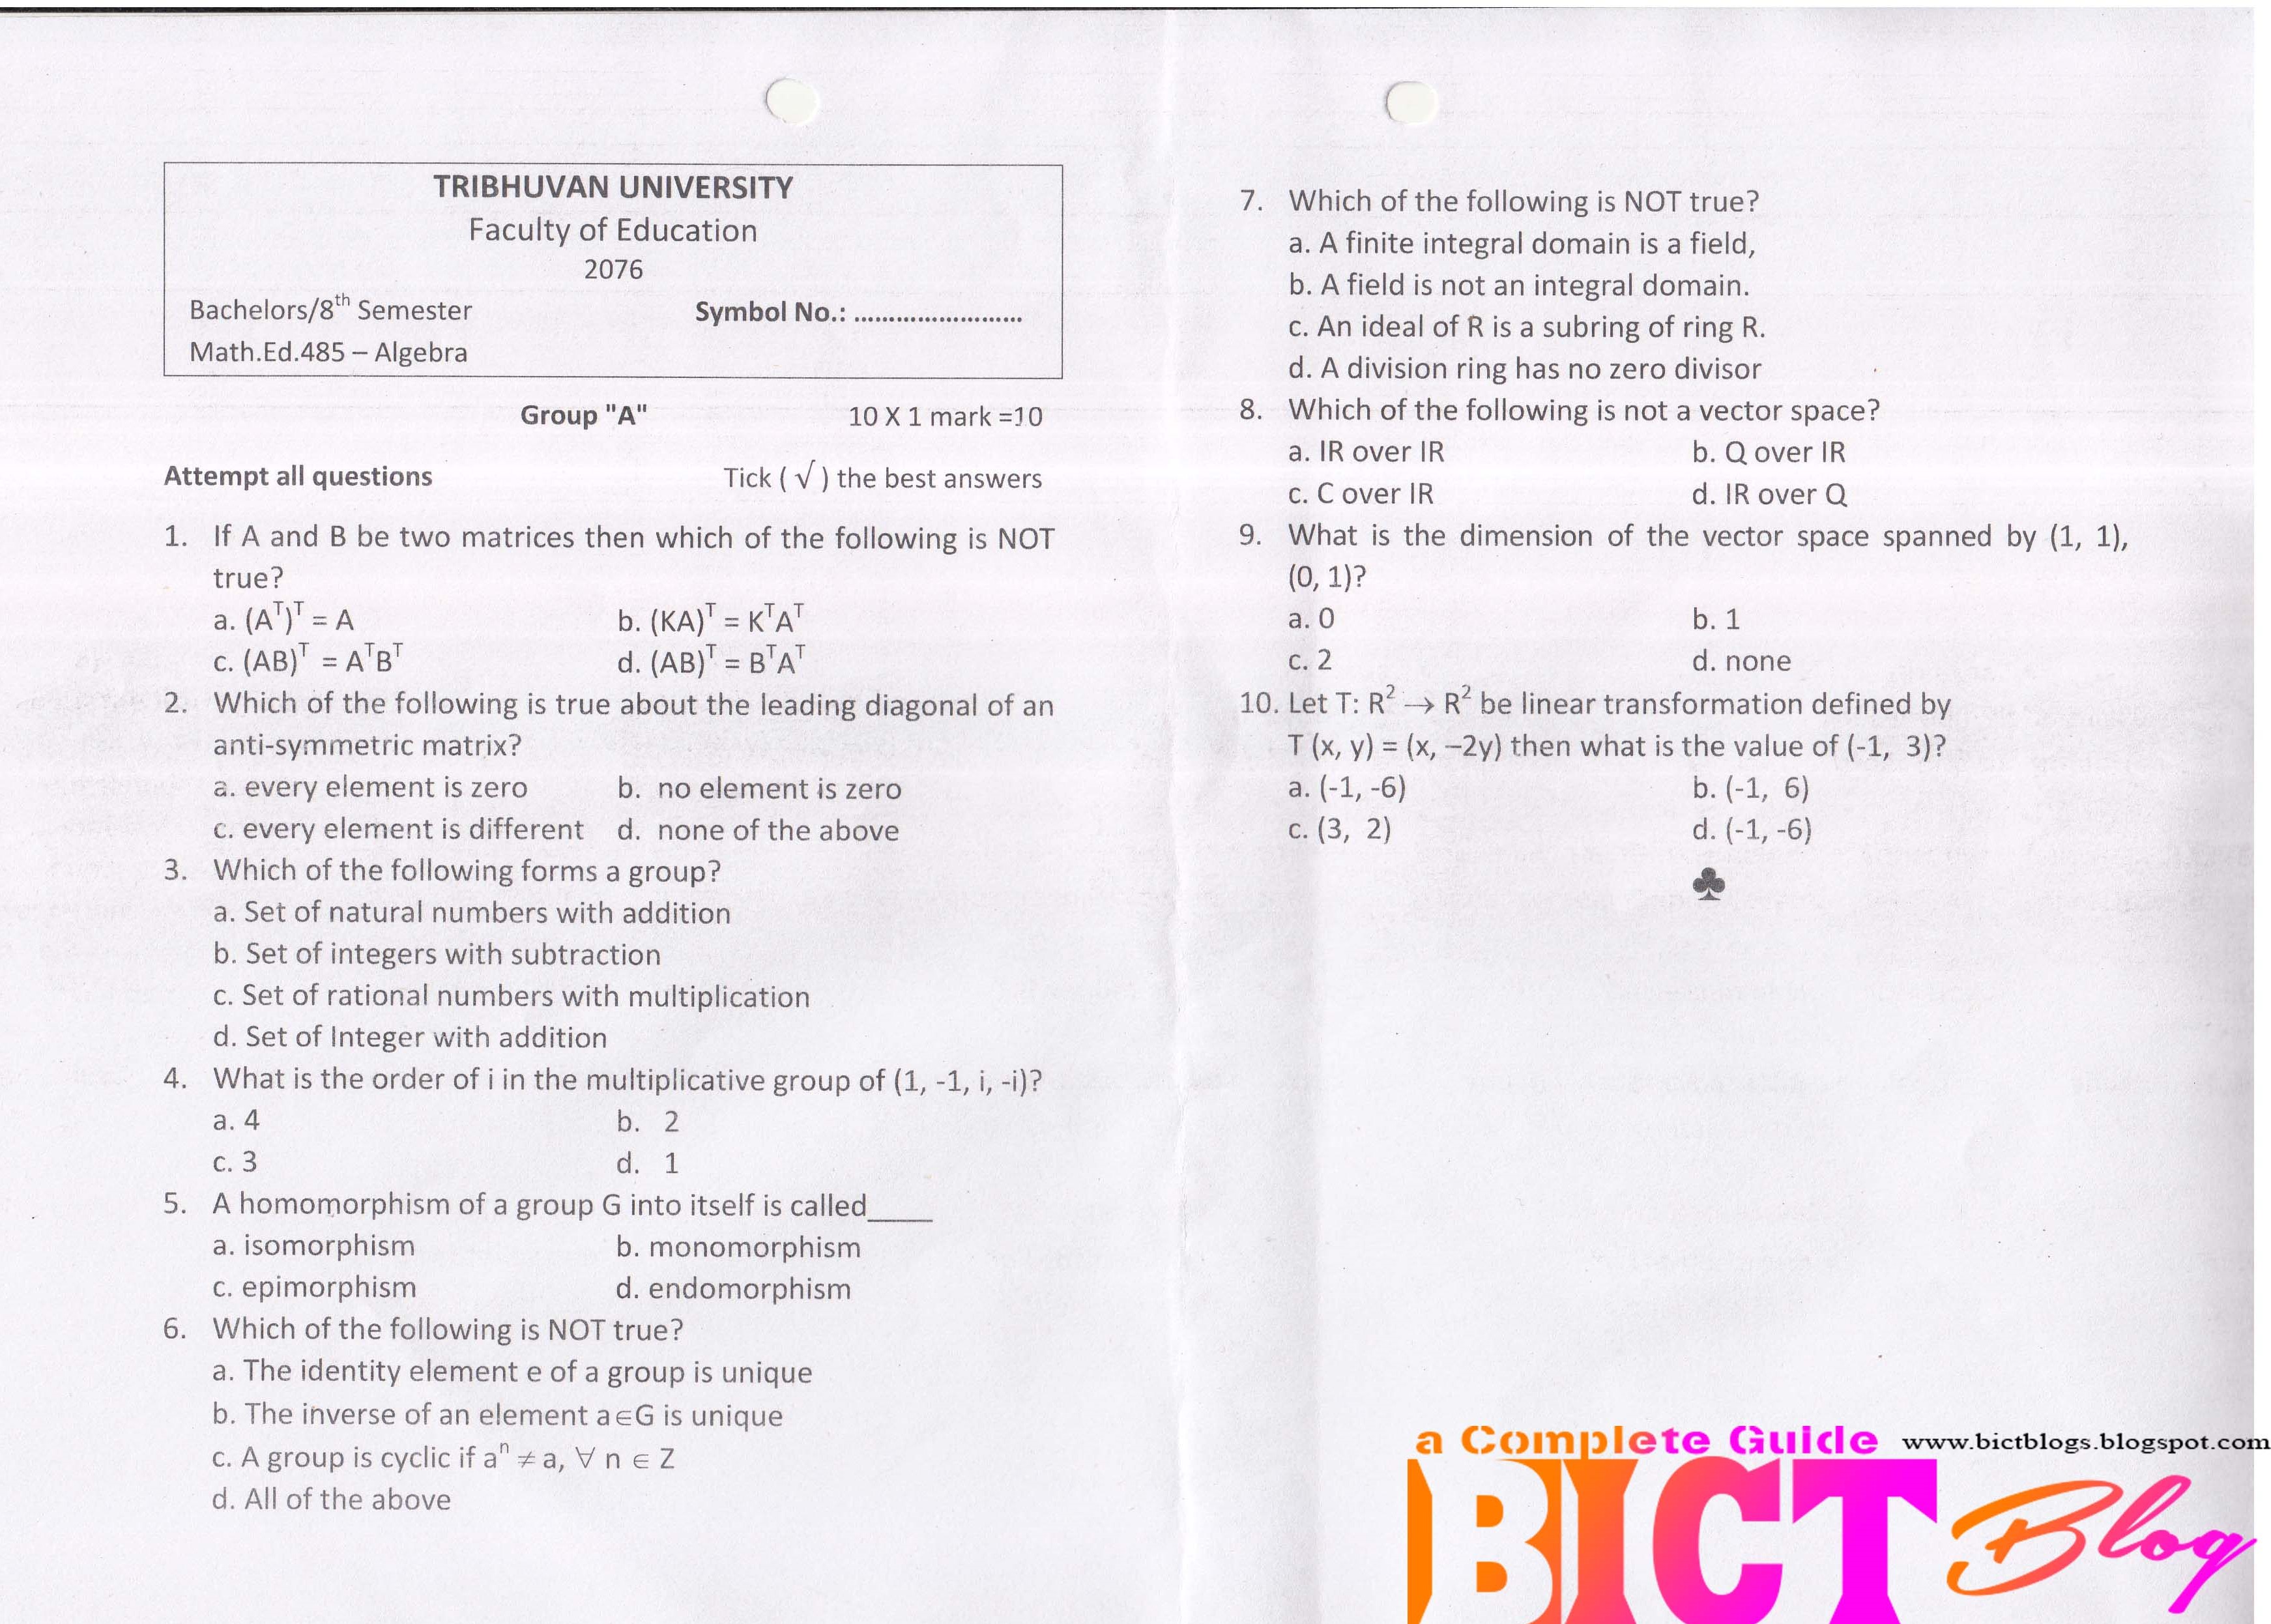 TRIBHUVAN UNIVERSITY
Faculty of Education
2076
Bachelors/8th Semester Symbol No.: ........................
Math.Ed.485 – Algebra
Group "A" 10 X 1 mark =10
Attempt all questions Tick ( √ ) the best answers
1. If A and B be two matrices then which of the following is NOT
true?
a. (Aᵀ)ᵀ = A b. (KA)ᵀ = KᵀAᵀ
c. (AB)ᵀ = AᵀBᵀ d. (AB)ᵀ = BᵀAᵀ
2. Which of the following is true about the leading diagonal of an
anti-symmetric matrix?
a. every element is zero b. no element is zero
c. every element is different d. none of the above
3. Which of the following forms a group?
a. Set of natural numbers with addition
b. Set of integers with subtraction
c. Set of rational numbers with multiplication
d. Set of Integer with addition
4. What is the order of i in the multiplicative group of (1, -1, i, -i)?
a. 4 b. 2
c. 3 d. 1
5. A homomorphism of a group G into itself is called____
a. isomorphism b. monomorphism
c. epimorphism d. endomorphism
6. Which of the following is NOT true?
a. The identity element e of a group is unique
b. The inverse of an element a∈G is unique
c. A group is cyclic if aⁿ ≠ a, ∀ n ∈ Z
d. All of the above
7. Which of the following is NOT true?
a. A finite integral domain is a field,
b. A field is not an integral domain.
c. An ideal of R is a subring of ring R.
d. A division ring has no zero divisor
8. Which of the following is not a vector space?
a. IR over IR b. Q over IR
c. C over IR d. IR over Q
9. What is the dimension of the vector space spanned by (1, 1),
(0, 1)?
a. 0 b. 1
c. 2 d. none
10. Let T: R² → R² be linear transformation defined by
T (x, y) = (x, –2y) then what is the value of (-1, 3)?
a. (-1, -6) b. (-1, 6)
c. (3, 2) d. (-1, -6)
♣
a Complete Guide www.bictblogs.blogspot.com
BICT Blog